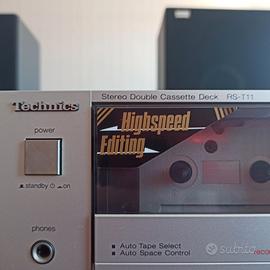 Technics
Stereo Double Cassette Deck RS-T11
Highspeed
Editing
power
standby on
phones
Auto Tape Select
Auto Space Control
subito